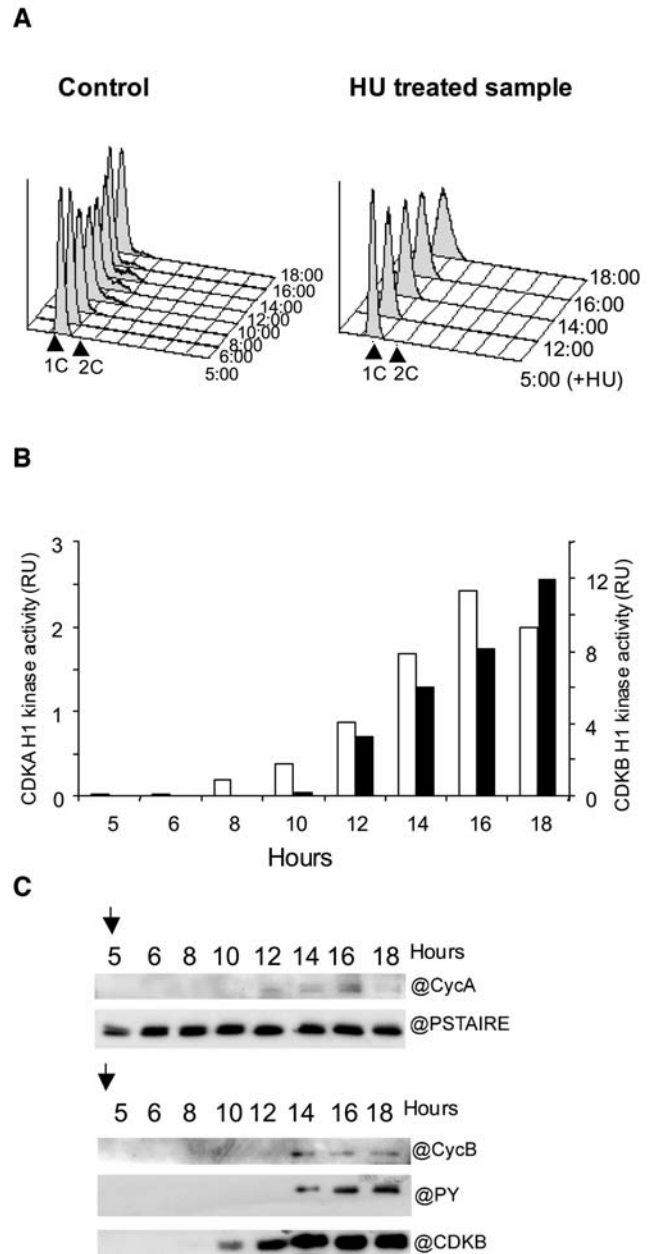 A
Control
HU treated sample
18:00
16:00
14:00
12:00
10:00
8:00
6:00
5:00
1C 2C
18:00
16:00
14:00
12:00
5:00 (+HU)
1C 2C
B
CDKA H1 kinase activity (RU)
3
2
1
0
CDKB H1 kinase activity (RU)
12
8
4
0
5 6 8 10 12 14 16 18
Hours
C
5 6 8 10 12 14 16 18 Hours
@CycA
@PSTAIRE
5 6 8 10 12 14 16 18 Hours
@CycB
@PY
@CDKB